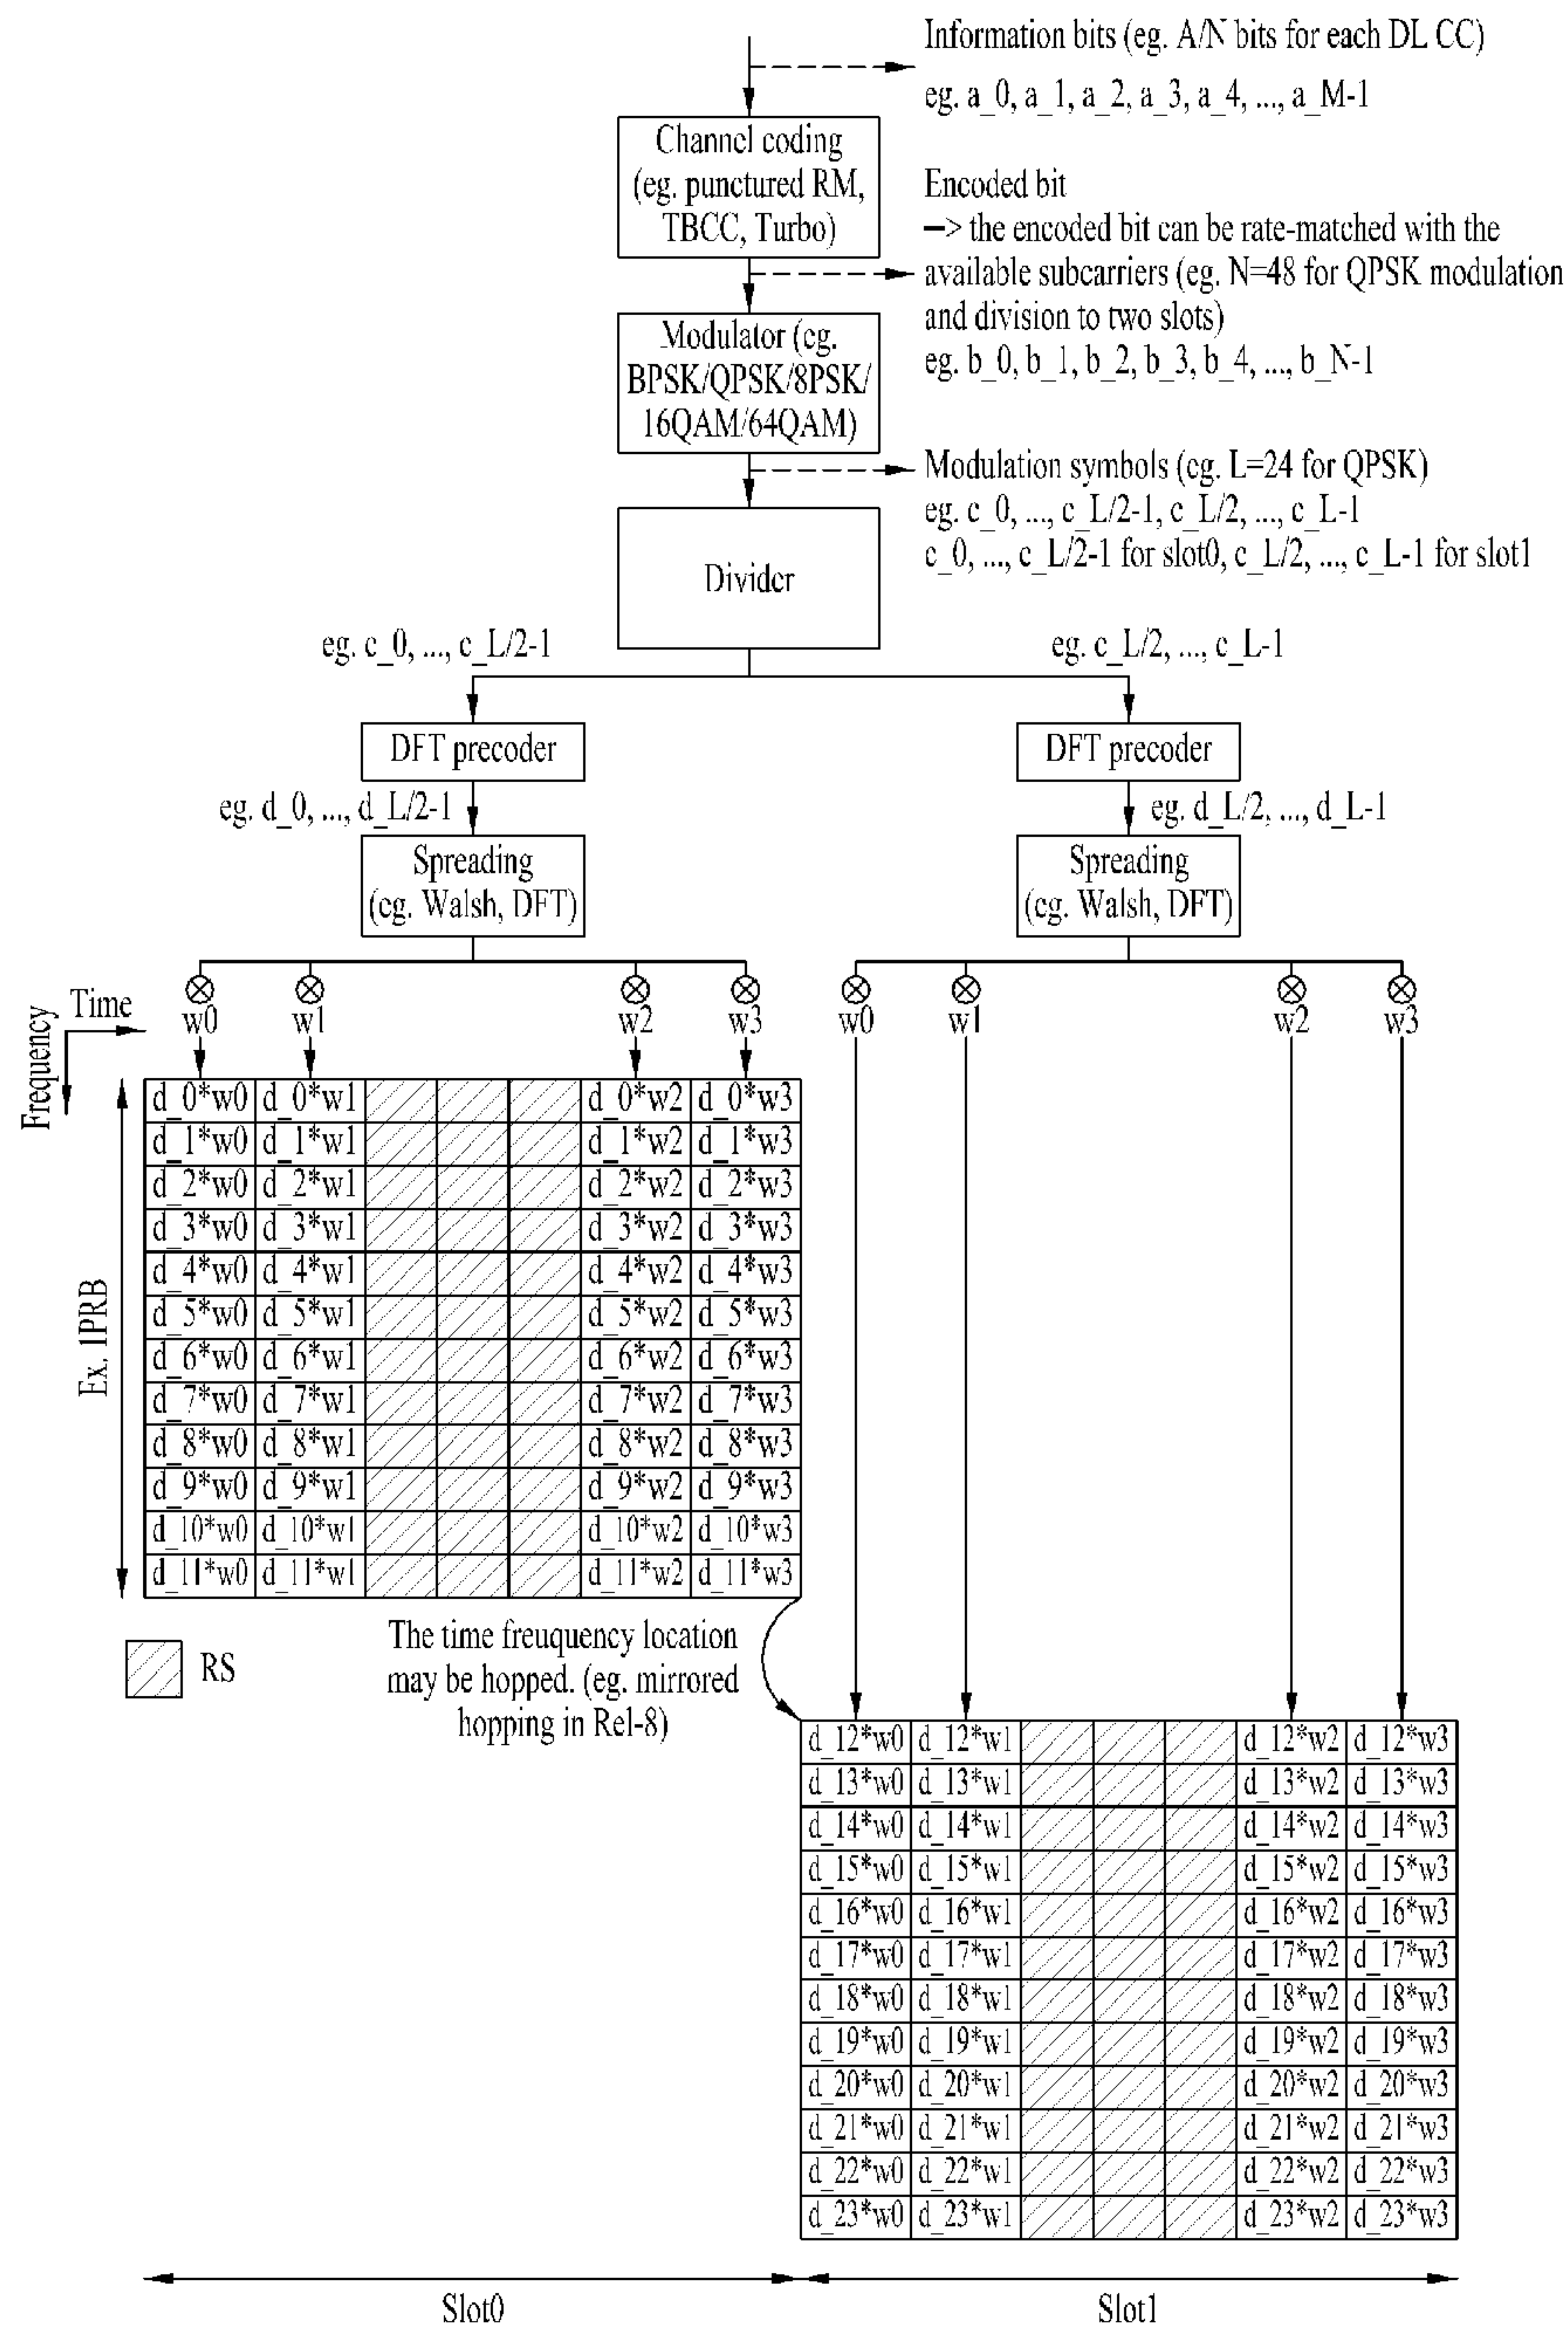 Information bits (eg. A/N bits for each DL CC)
eg. a_0, a_1, a_2, a_3, a_4, ..., a_M-1
Channel coding
(eg. punctured RM,
TBCC, Turbo)
Encoded bit
–> the encoded bit can be rate-matched with the
available subcarriers (eg. N=48 for QPSK modulation
and division to two slots)
eg. b_0, b_1, b_2, b_3, b_4, ..., b_N-1
Modulator (eg.
BPSK/QPSK/8PSK/
16QAM/64QAM)
Modulation symbols (eg. L=24 for QPSK)
eg. c_0, ..., c_L/2-1, c_L/2, ..., c_L-1
c_0, ..., c_L/2-1 for slot0, c_L/2, ..., c_L-1 for slot1
Divider
eg. c_0, ..., c_L/2-1
eg. c_L/2, ..., c_L-1
DFT precoder
DFT precoder
eg. d_0, ..., d_L/2-1
eg. d_L/2, ..., d_L-1
Spreading
(eg. Walsh, DFT)
Spreading
(eg. Walsh, DFT)
Time
Frequency
w0 w1 w2 w3 w0 w1 w2 w3
d_0*w0 d_0*w1 d_0*w2 d_0*w3
d_1*w0 d_1*w1 d_1*w2 d_1*w3
d_2*w0 d_2*w1 d_2*w2 d_2*w3
d_3*w0 d_3*w1 d_3*w2 d_3*w3
d_4*w0 d_4*w1 d_4*w2 d_4*w3
d_5*w0 d_5*w1 d_5*w2 d_5*w3
d_6*w0 d_6*w1 d_6*w2 d_6*w3
d_7*w0 d_7*w1 d_7*w2 d_7*w3
d_8*w0 d_8*w1 d_8*w2 d_8*w3
d_9*w0 d_9*w1 d_9*w2 d_9*w3
d_10*w0 d_10*w1 d_10*w2 d_10*w3
d_11*w0 d_11*w1 d_11*w2 d_11*w3
Ex. 1PRB
RS
The time freuquency location
may be hopped. (eg. mirrored
hopping in Rel-8)
d_12*w0 d_12*w1 d_12*w2 d_12*w3
d_13*w0 d_13*w1 d_13*w2 d_13*w3
d_14*w0 d_14*w1 d_14*w2 d_14*w3
d_15*w0 d_15*w1 d_15*w2 d_15*w3
d_16*w0 d_16*w1 d_16*w2 d_16*w3
d_17*w0 d_17*w1 d_17*w2 d_17*w3
d_18*w0 d_18*w1 d_18*w2 d_18*w3
d_19*w0 d_19*w1 d_19*w2 d_19*w3
d_20*w0 d_20*w1 d_20*w2 d_20*w3
d_21*w0 d_21*w1 d_21*w2 d_21*w3
d_22*w0 d_22*w1 d_22*w2 d_22*w3
d_23*w0 d_23*w1 d_23*w2 d_23*w3
Slot0
Slot1